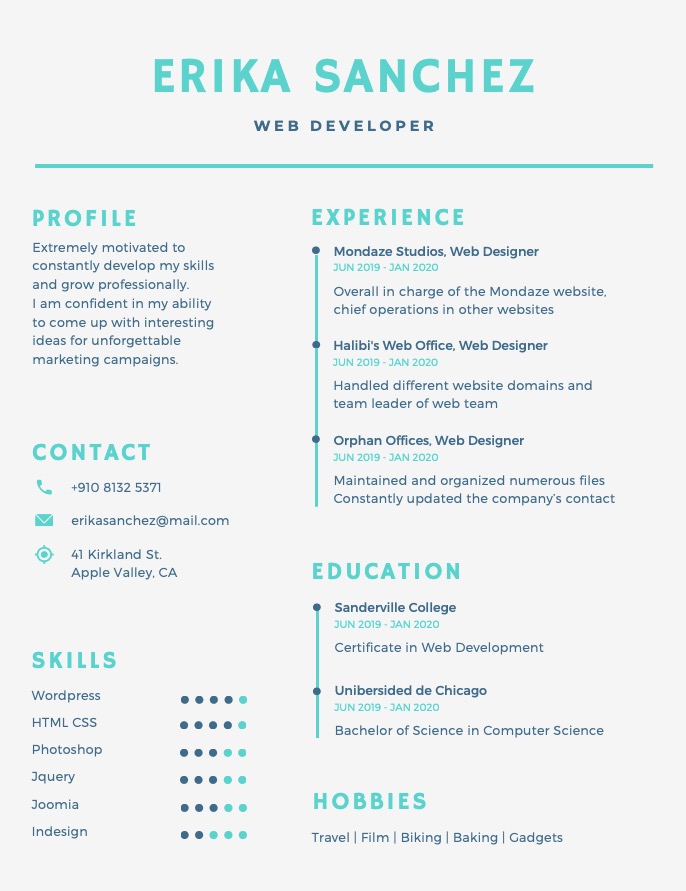 ERIKA SANCHEZ
WEB DEVELOPER
PROFILE
Extremely motivated to
constantly develop my skills
and grow professionally.
I am confident in my ability
to come up with interesting
ideas for unforgettable
marketing campaigns.
CONTACT
+910 8132 5371
erikasanchez@mail.com
41 Kirkland St.
Apple Valley, CA
SKILLS
Wordpress
HTML CSS
Photoshop
Jquery
Joomia
Indesign
EXPERIENCE
Mondaze Studios, Web Designer
JUN 2019 - JAN 2020
Overall in charge of the Mondaze website,
chief operations in other websites
Halibi's Web Office, Web Designer
JUN 2019 - JAN 2020
Handled different website domains and
team leader of web team
Orphan Offices, Web Designer
JUN 2019 - JAN 2020
Maintained and organized numerous files
Constantly updated the company's contact
EDUCATION
Sanderville College
JUN 2019 - JAN 2020
Certificate in Web Development
Unibersided de Chicago
JUN 2019 - JAN 2020
Bachelor of Science in Computer Science
HOBBIES
Travel | Film | Biking | Baking | Gadgets